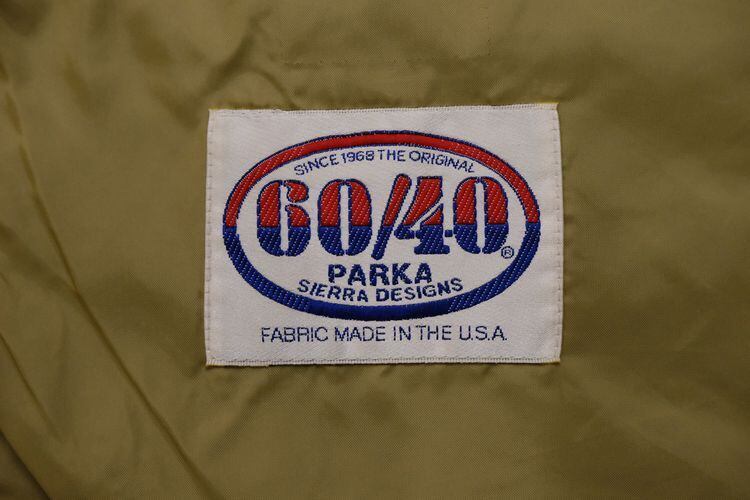 SINCE 1968 THE ORIGINAL
60/40®
PARKA
SIERRA DESIGNS
FABRIC MADE IN THE U.S.A.